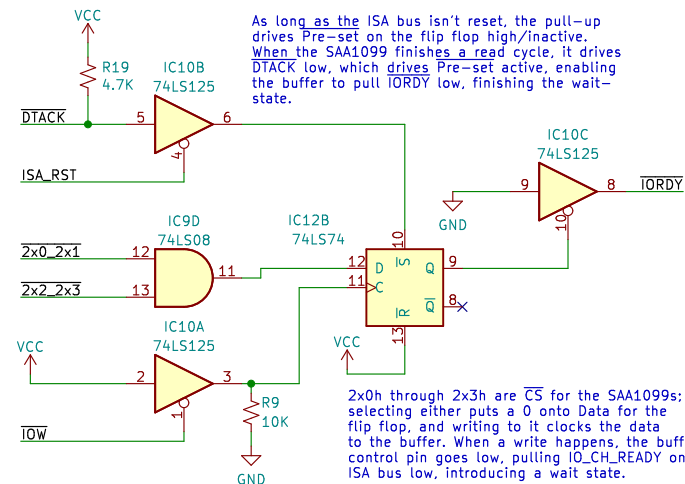 VCC
As long as the ISA bus isn't reset, the pull-up
drives Pre-set on the flip flop high/inactive.
When the SAA1099 finishes a read cycle, it drives
DTACK low, which drives Pre-set active, enabling
the buffer to pull IORDY low, finishing the wait-
state.
R19
4.7K
IC10B
74LS125
DTACK
5
6
4
ISA_RST
IC10C
74LS125
9
8
IORDY
10
GND
IC9D
74LS08
IC12B
74LS74
2x0_2x1
12
11
2x2_2x3
13
10
S
12
D
Q
9
11
C
R
Q
8
13
IC10A
74LS125
VCC
VCC
2
3
1
IOW
R9
10K
GND
2x0h through 2x3h are CS for the SAA1099s;
selecting either puts a 0 onto Data for the
flip flop, and writing to it clocks the data
to the buffer. When a write happens, the buff
control pin goes low, pulling IO_CH_READY on
ISA bus low, introducing a wait state.